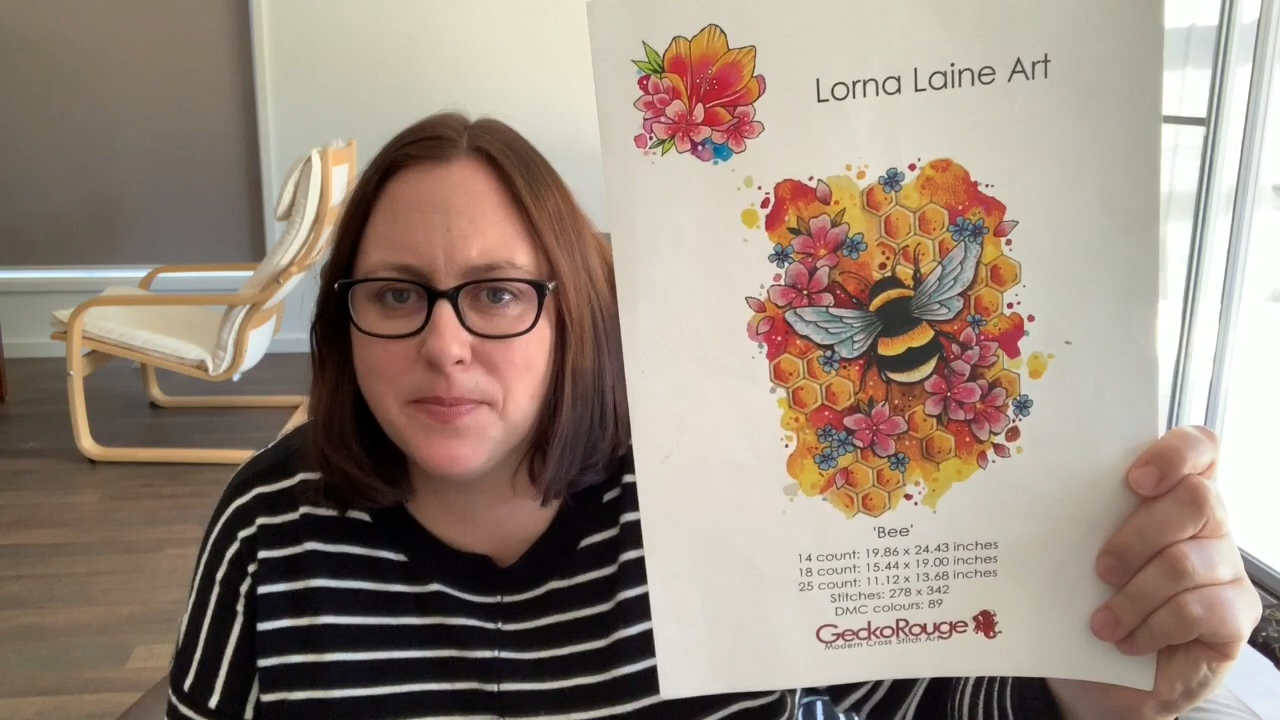 Lorna Laine Art
'Bee'
14 count: 19.86 x 24.43 inches
18 count: 15.44 x 19.00 inches
25 count: 11.12 x 13.68 inches
Stitches: 278 x 342
DMC colours: 89
GeckoRouge
Modern Cross Stitch Art